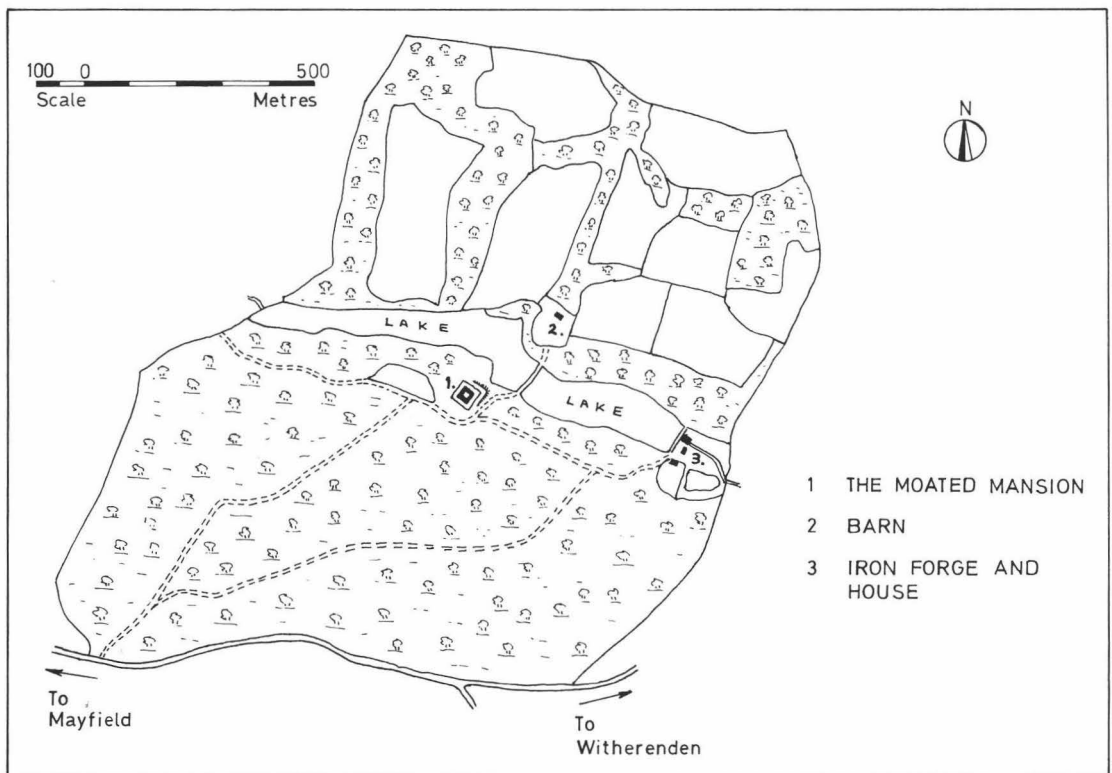 100 0 500
Scale Metres
N
LAKE
2.
1.
LAKE
3.
1 THE MOATED MANSION
2 BARN
3 IRON FORGE AND
HOUSE
To
Mayfield
To
Witherenden